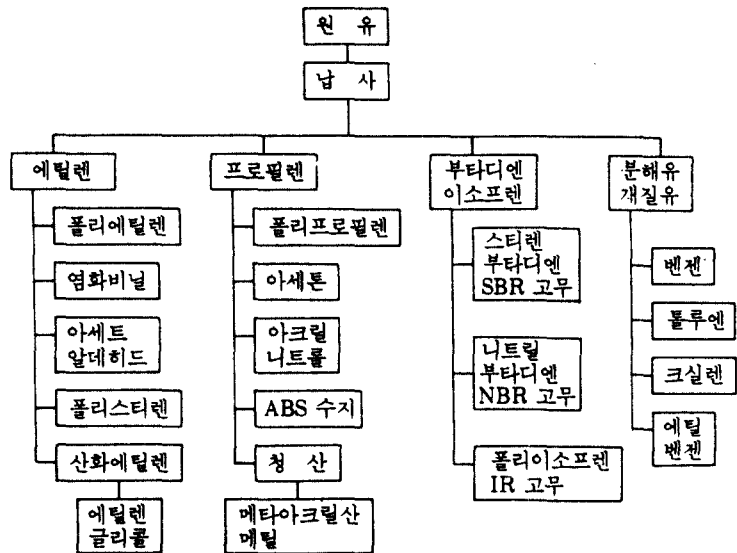 원 유
납 사
에틸렌
폴리에틸렌
염화비닐
아세트
알데히드
폴리스티렌
산화에틸렌
에틸렌
글리콜
프로필렌
폴리프로필렌
아세톤
아크릴
니트롤
ABS 수지
청 산
메타아크릴산
메틸
부타디엔
이소프렌
스티렌
부타디엔
SBR 고무
니트릴
부타디엔
NBR 고무
폴리이소프렌
IR 고무
분해유
개질유
벤젠
톨루엔
크실렌
에틸
벤젠